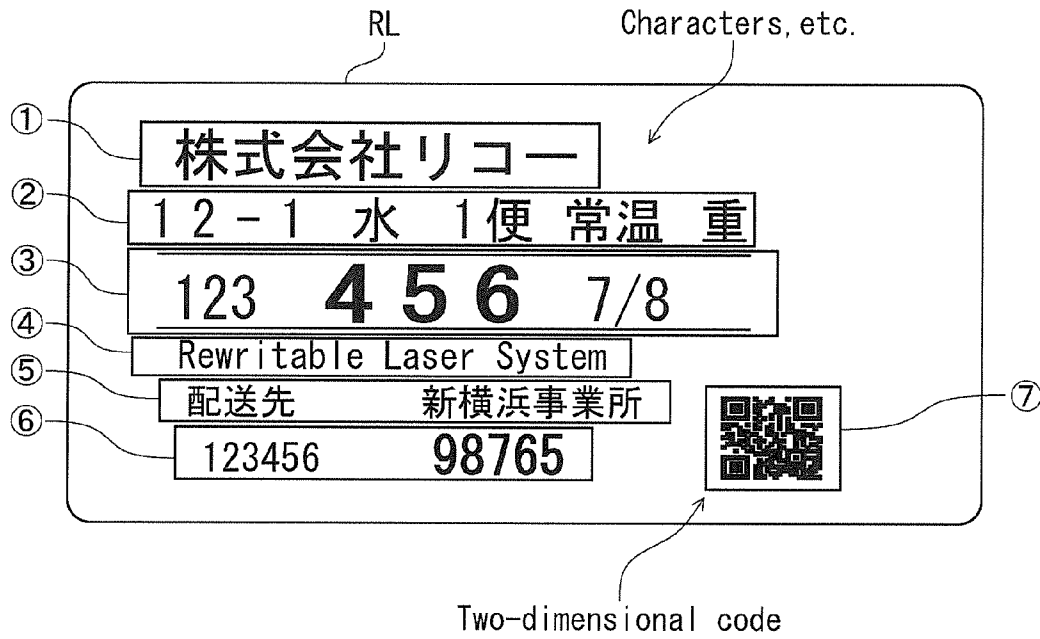 RL
Characters, etc.
① 株式会社リコー
② 12-1 水 1便 常温 重
③ 123 456 7/8
④ Rewritable Laser System
⑤ 配送先 新横浜事業所
⑥ 123456 98765
⑦
Two-dimensional code